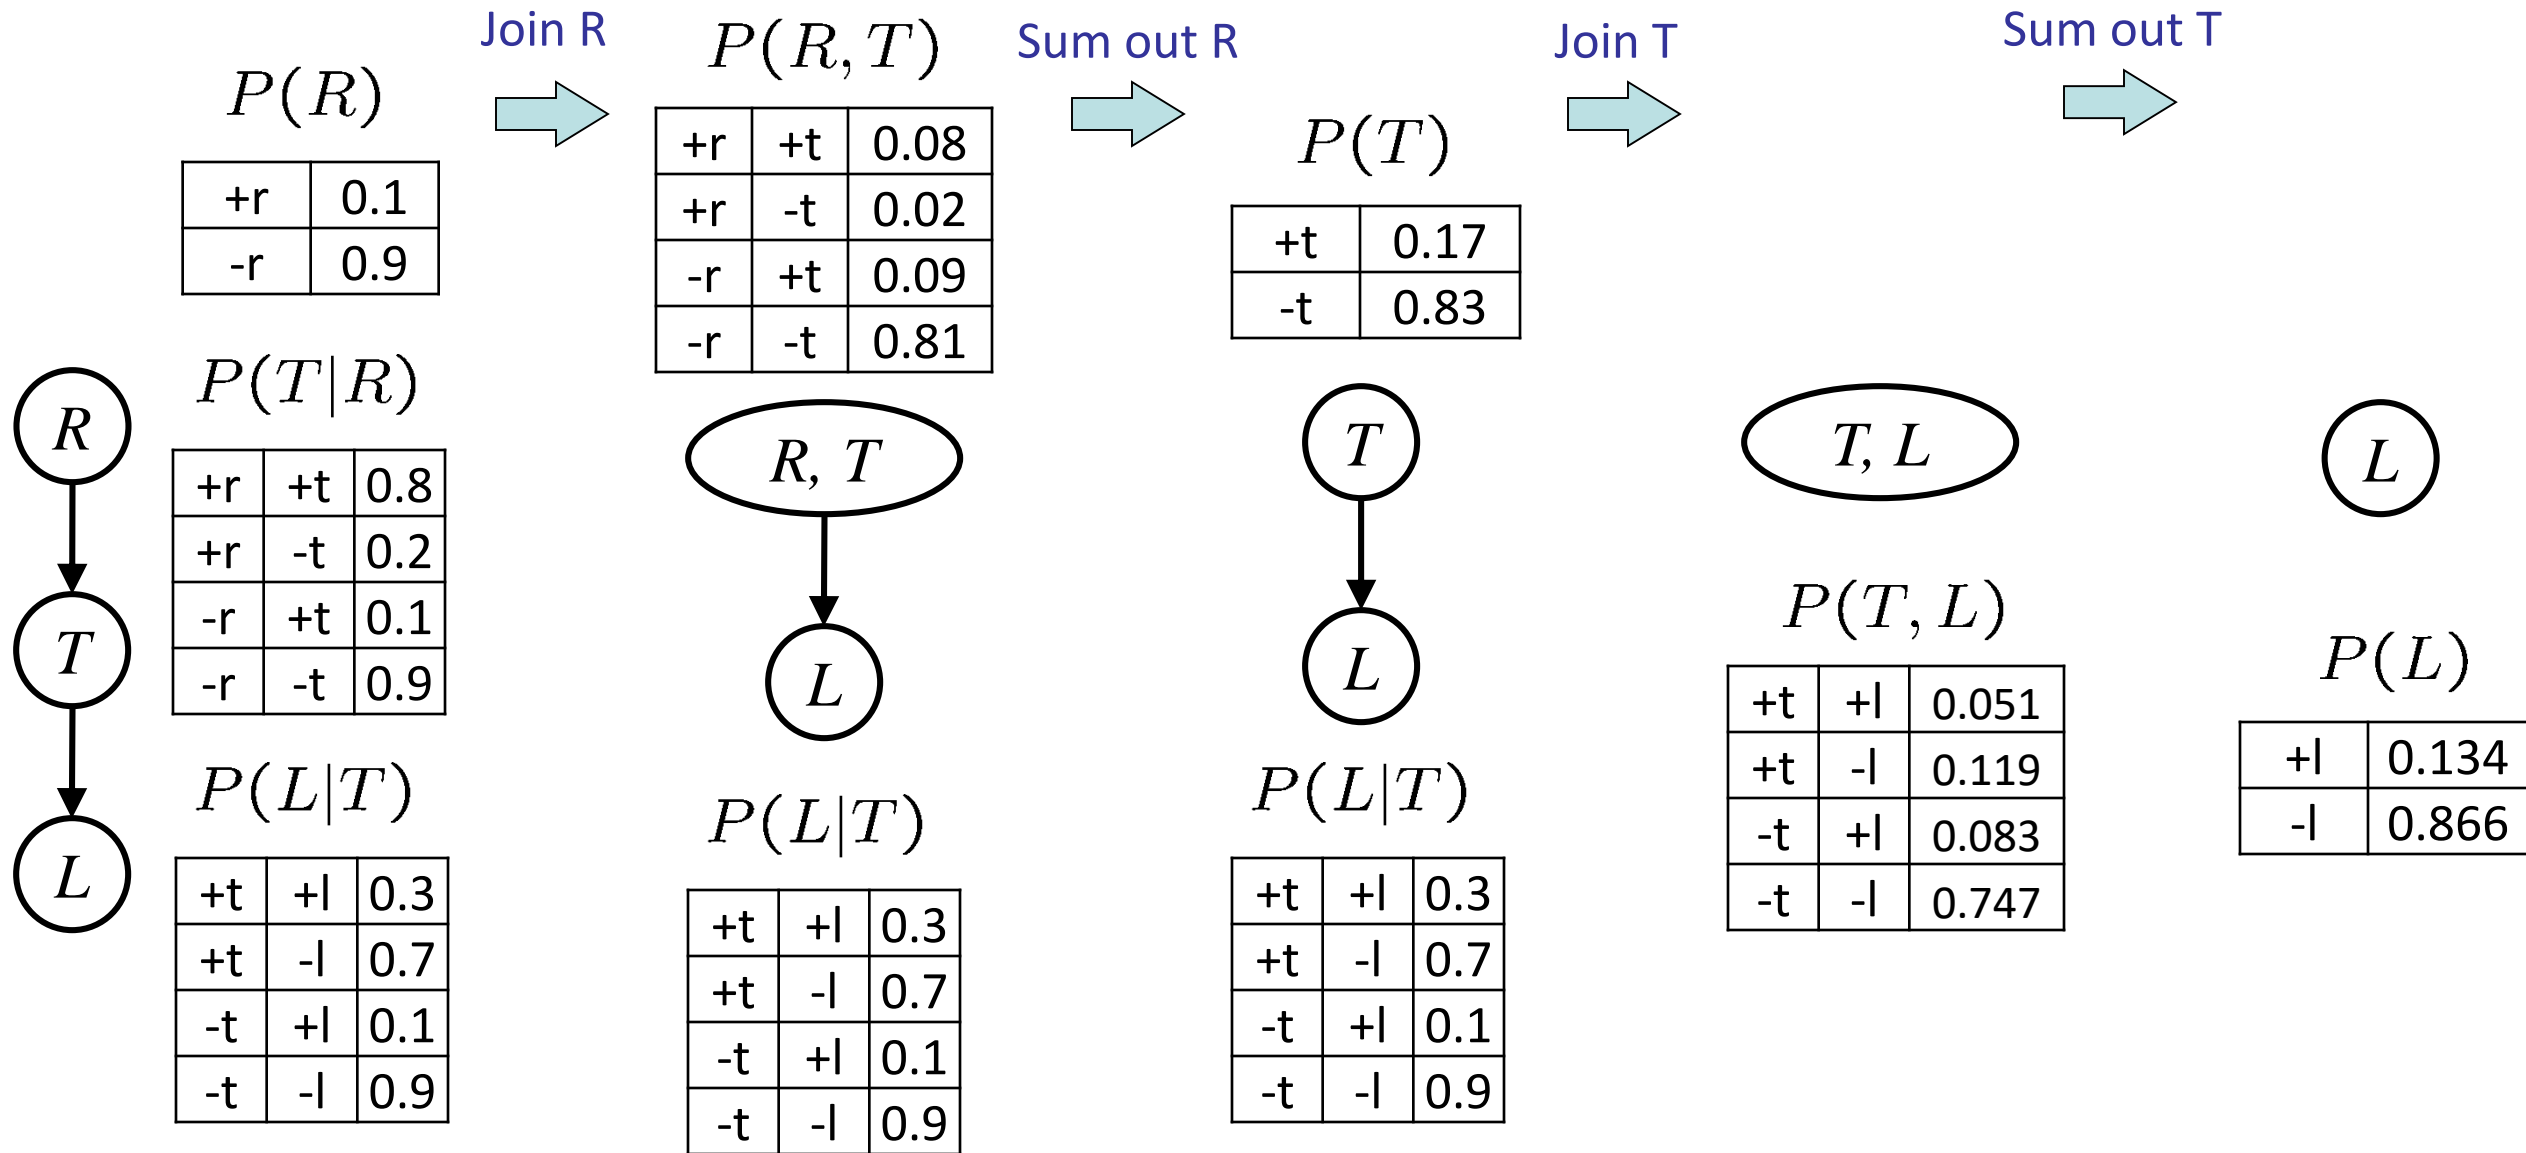 Join R
Sum out R
Join T
Sum out T
P(R)
+r 0.1
-r 0.9
P(T|R)
+r +t 0.8
+r -t 0.2
-r +t 0.1
-r -t 0.9
P(L|T)
+t +l 0.3
+t -l 0.7
-t +l 0.1
-t -l 0.9
R
T
L
P(R, T)
+r +t 0.08
+r -t 0.02
-r +t 0.09
-r -t 0.81
R, T
L
P(L|T)
+t +l 0.3
+t -l 0.7
-t +l 0.1
-t -l 0.9
P(T)
+t 0.17
-t 0.83
T
L
P(L|T)
+t +l 0.3
+t -l 0.7
-t +l 0.1
-t -l 0.9
T, L
P(T, L)
+t +l 0.051
+t -l 0.119
-t +l 0.083
-t -l 0.747
L
P(L)
+l 0.134
-l 0.866